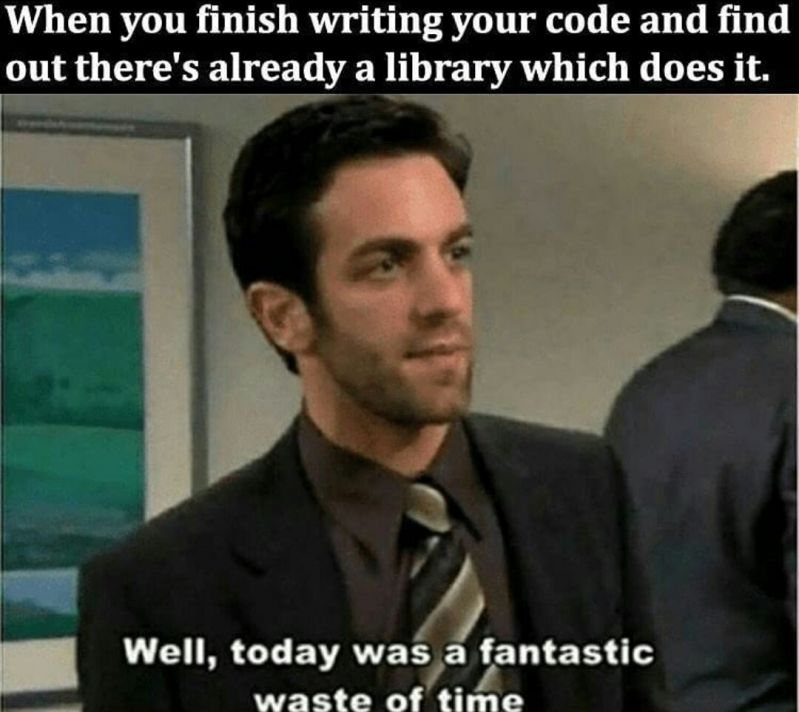 When you finish writing your code and find
out there's already a library which does it.
Well, today was a fantastic
waste of time